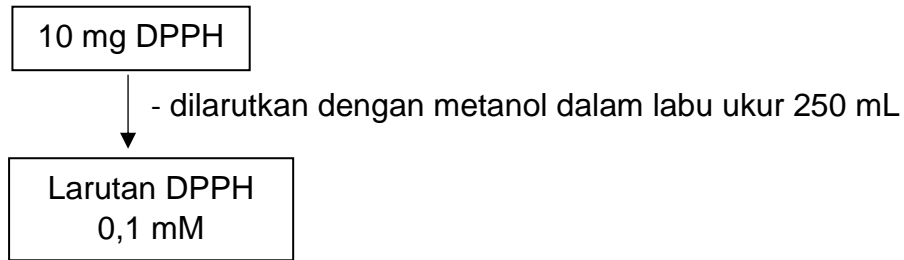 10 mg DPPH
- dilarutkan dengan metanol dalam labu ukur 250 mL
Larutan DPPH
0,1 mM